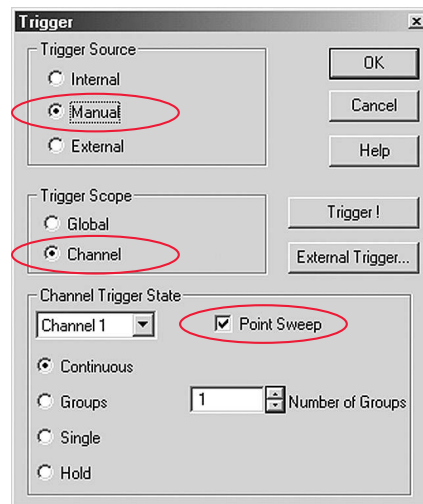 Trigger
Trigger Source
Internal
Manual
External
OK
Cancel
Help
Trigger Scope
Global
Channel
Trigger !
External Trigger...
Channel Trigger State
Channel 1
Point Sweep
Continuous
Groups
1
Number of Groups
Single
Hold